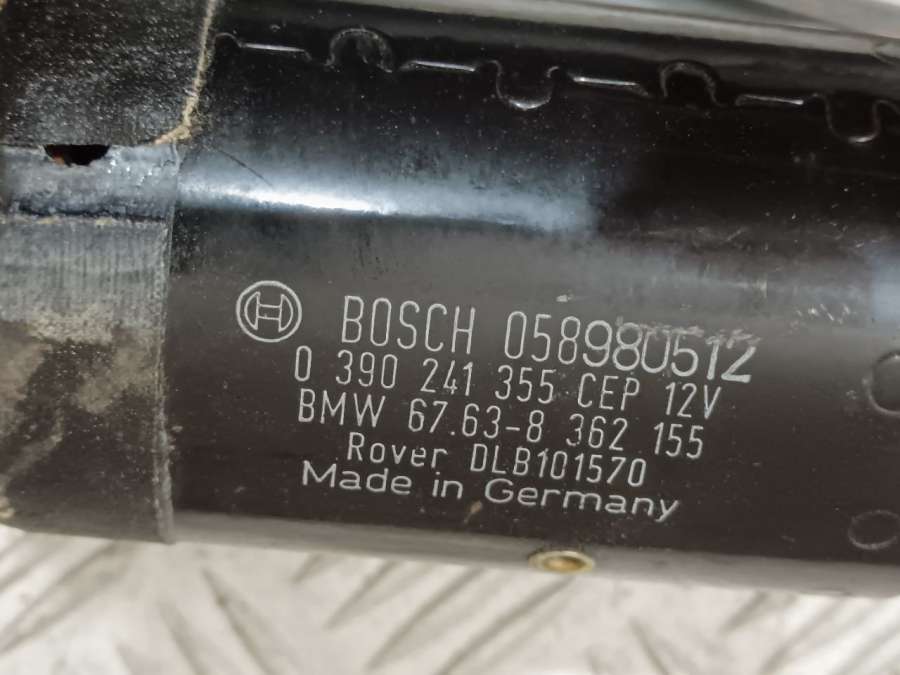 BOSCH 058980512
0 390 241 355 CEP 12V
BMW 67.63-8 362 155
Rover DLB101570
Made in Germany